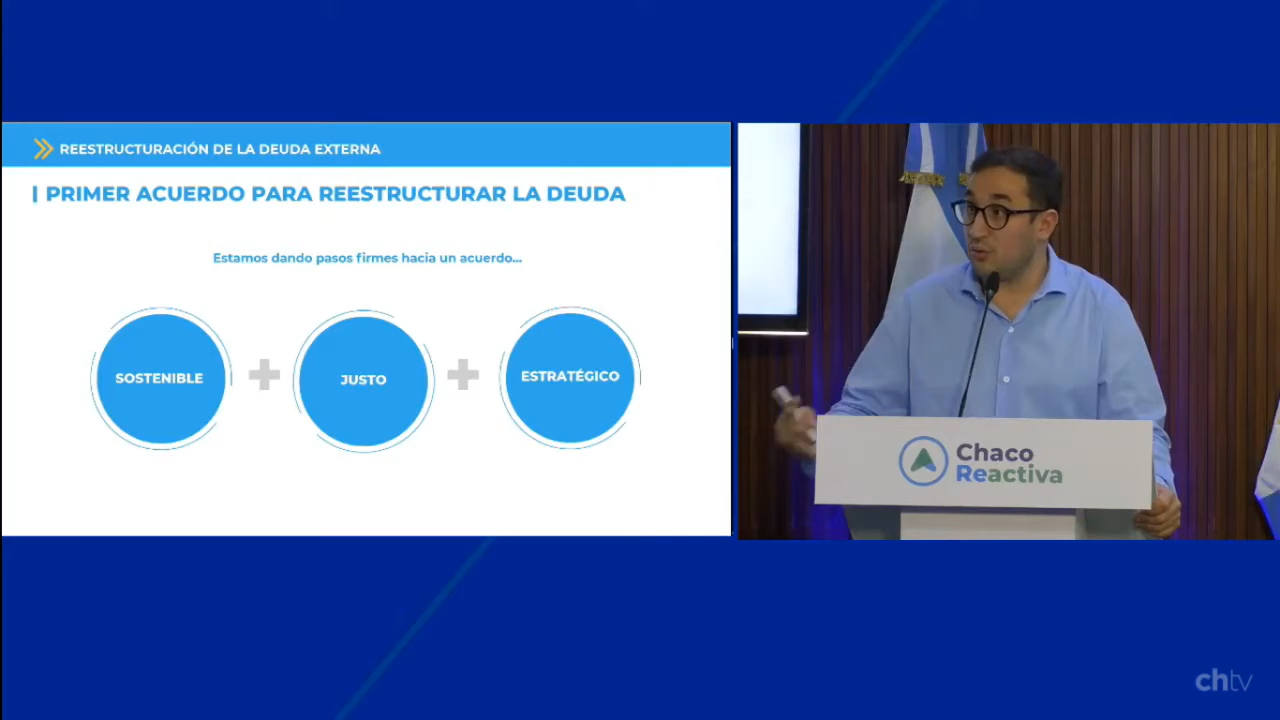 REESTRUCTURACIÓN DE LA DEUDA EXTERNA
| PRIMER ACUERDO PARA REESTRUCTURAR LA DEUDA
Estamos dando pasos firmes hacia un acuerdo...
SOSTENIBLE
JUSTO
ESTRATÉGICO
Chaco
Reactiva
chtv